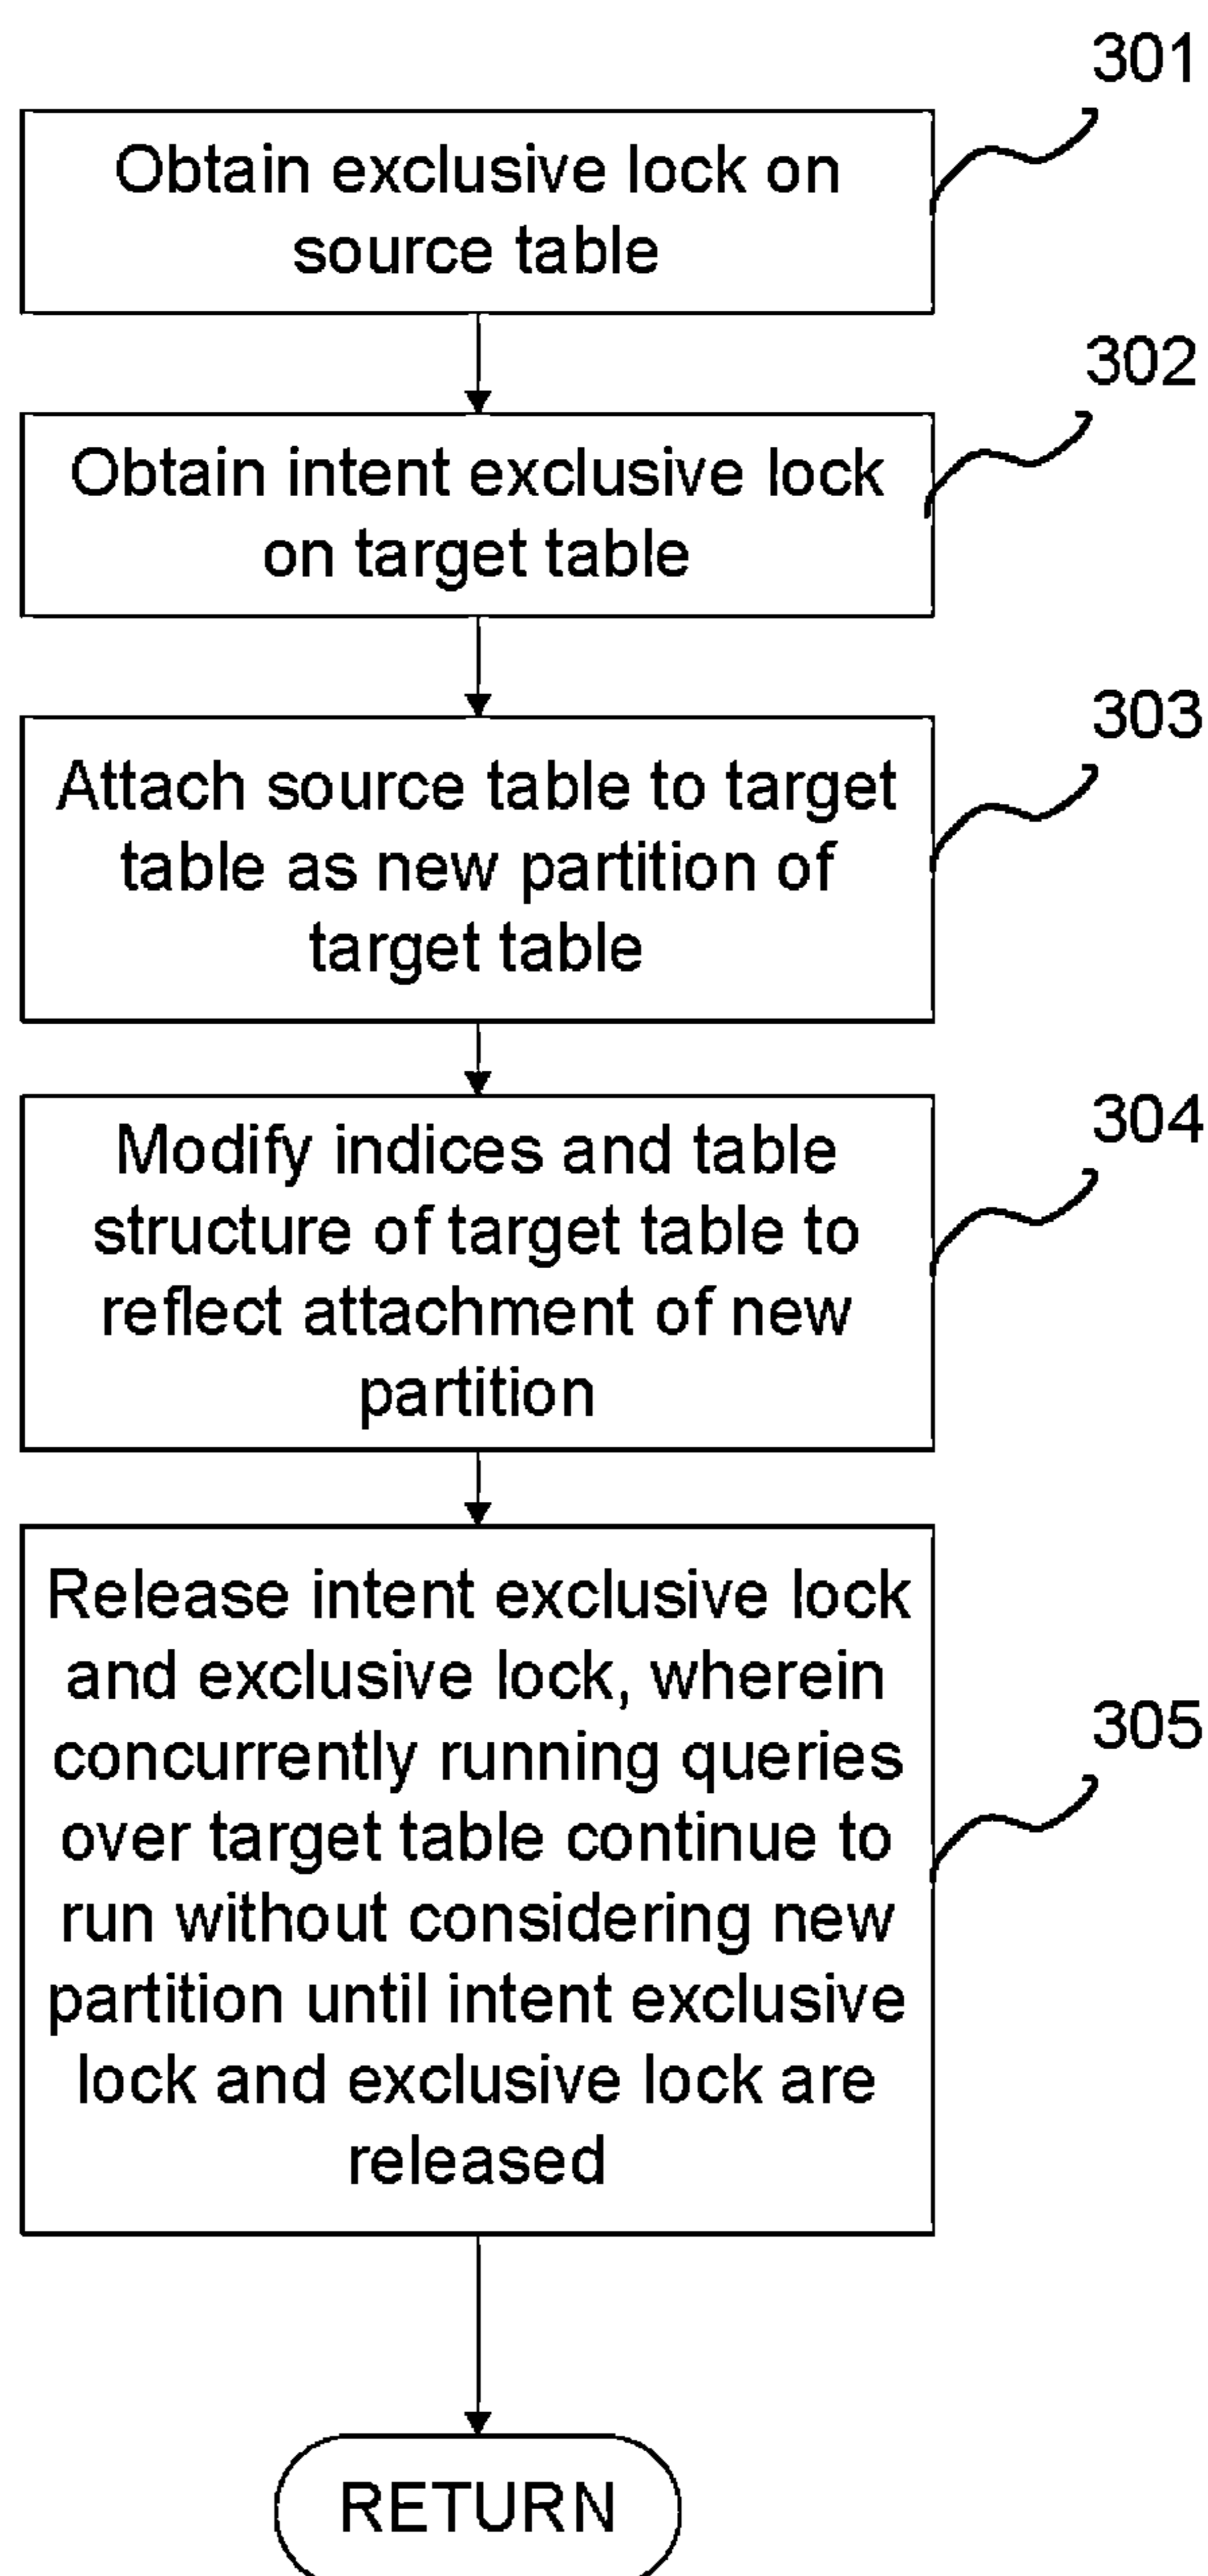 301
Obtain exclusive lock on
source table
302
Obtain intent exclusive lock
on target table
303
Attach source table to target
table as new partition of
target table
304
Modify indices and table
structure of target table to
reflect attachment of new
partition
305
Release intent exclusive lock
and exclusive lock, wherein
concurrently running queries
over target table continue to
run without considering new
partition until intent exclusive
lock and exclusive lock are
released
RETURN